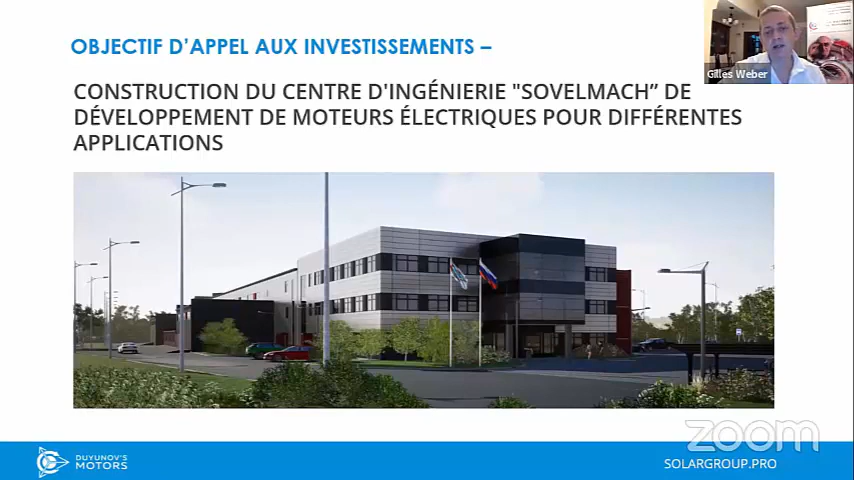 OBJECTIF D’APPEL AUX INVESTISSEMENTS –
Gilles Weber
CONSTRUCTION DU CENTRE D'INGÉNIERIE "SOVELMACH” DE
DÉVELOPPEMENT DE MOTEURS ÉLECTRIQUES POUR DIFFÉRENTES
APPLICATIONS
zoom
DUYUNOV'S
MOTORS
SOLARGROUP.PRO